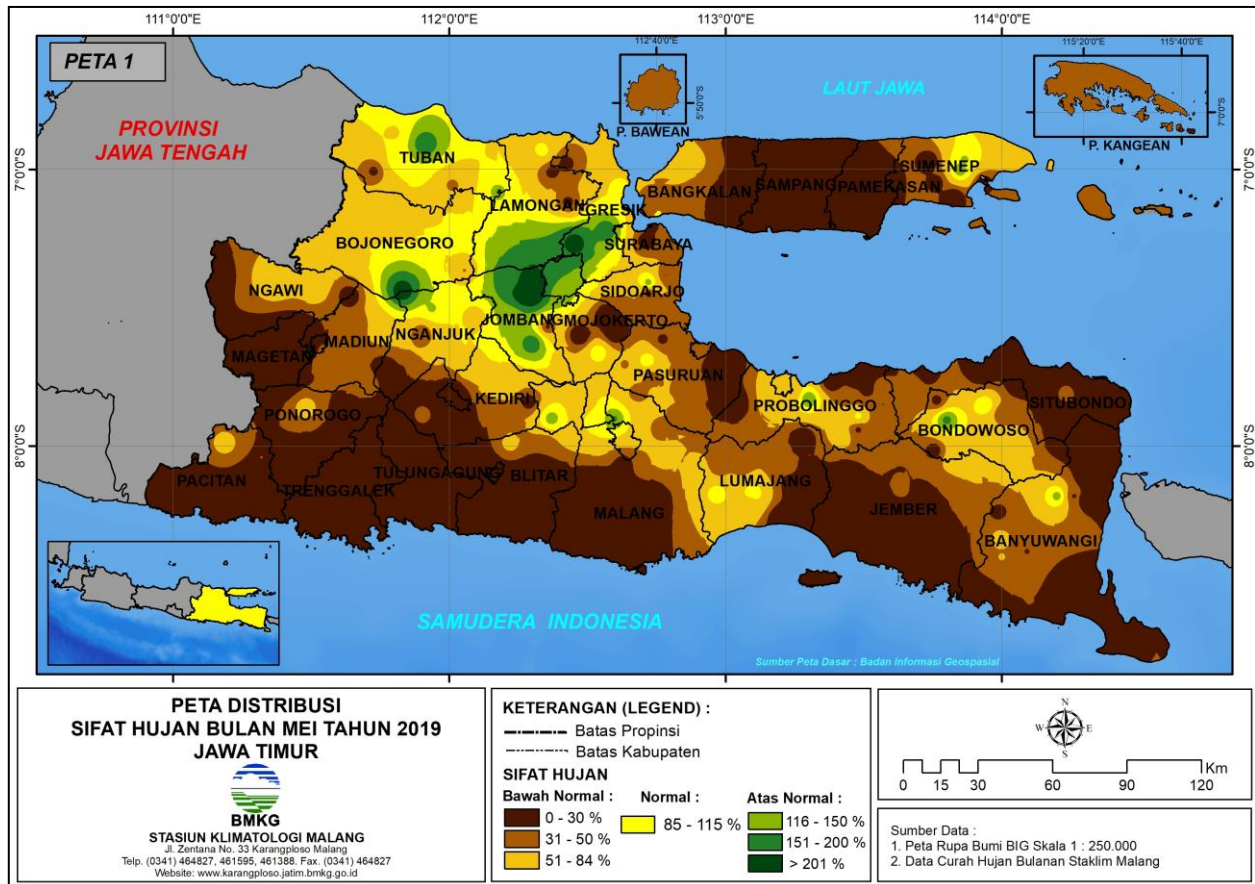 111°0'0"E
112°0'0"E
113°0'0"E
114°0'0"E
PETA 1
112°40'0"E
5°50'0"S
P. BAWEAN
LAUT JAWA
115°20'0"E
115°40'0"E
7°0'0"S
P. KANGEAN
PROVINSI
JAWA TENGAH
7°0'0"S
7°0'0"S
8°0'0"S
8°0'0"S
TUBAN
LAMONGAN
GRESIK
BANGKALAN
SAMPANG
PAMEKASAN
SUMENEP
BOJONEGORO
SURABAYA
NGAWI
SIDOARJO
JOMBANG
MOJOKERTO
NGANJUK
MADIUN
MAGETAN
PASURUAN
KEDIRI
PONOROGO
PROBOLINGGO
SITUBONDO
BONDOWOSO
PACITAN
TRENGGALEK
TULUNGAGUNG
BLITAR
MALANG
LUMAJANG
JEMBER
BANYUWANGI
SAMUDERA INDONESIA
Sumber Peta Dasar : Badan Informasi Geospasial
PETA DISTRIBUSI
SIFAT HUJAN BULAN MEI TAHUN 2019
JAWA TIMUR
BMKG
STASIUN KLIMATOLOGI MALANG
Jl. Zentana No. 33 Karangploso Malang
Telp. (0341) 464827, 461595, 461388. Fax. (0341) 464827
Website: www.karangploso.jatim.bmkg.go.id
KETERANGAN (LEGEND) :
Batas Propinsi
Batas Kabupaten
SIFAT HUJAN
Bawah Normal :
0 - 30 %
31 - 50 %
51 - 84 %
Normal :
85 - 115 %
Atas Normal :
116 - 150 %
151 - 200 %
> 201 %
N
W E
S
Km
0 15 30 60 90 120
Sumber Data :
1. Peta Rupa Bumi BIG Skala 1 : 250.000
2. Data Curah Hujan Bulanan Staklim Malang